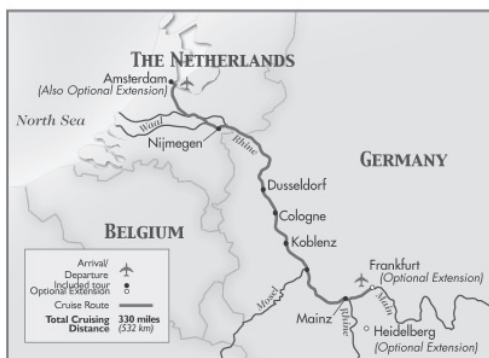 THE NETHERLANDS
Amsterdam
(Also Optional Extension)
North Sea
Waal
Nijmegen
Rhine
GERMANY
Dusseldorf
Cologne
BELGIUM
Koblenz
Arrival/
Departure
Included tour
Optional Extension
Cruise Route
Total Cruising 330 miles
Distance (532 km)
Mosel
Frankfurt
(Optional Extension)
Main
Mainz
Rhine
Heidelberg
(Optional Extension)